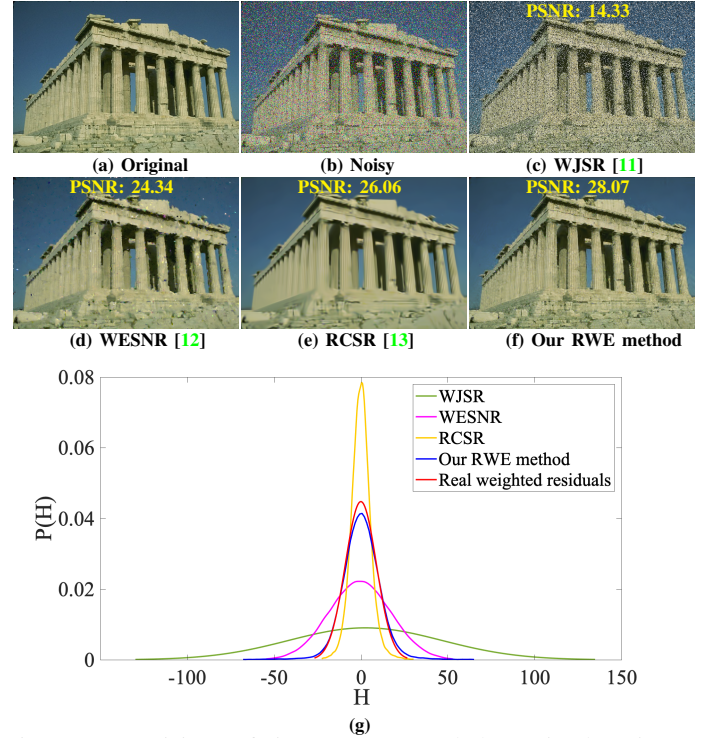 PSNR: 14.33
(a) Original
(b) Noisy
(c) WJSR [11]
PSNR: 24.34
PSNR: 26.06
PSNR: 28.07
(d) WESNR [12]
(e) RCSR [13]
(f) Our RWE method
0.08
0.06
0.04
0.02
0
P(H)
WJSR
WESNR
RCSR
Our RWE method
Real weighted residuals
-100
-50
0
50
100
150
H
(g)